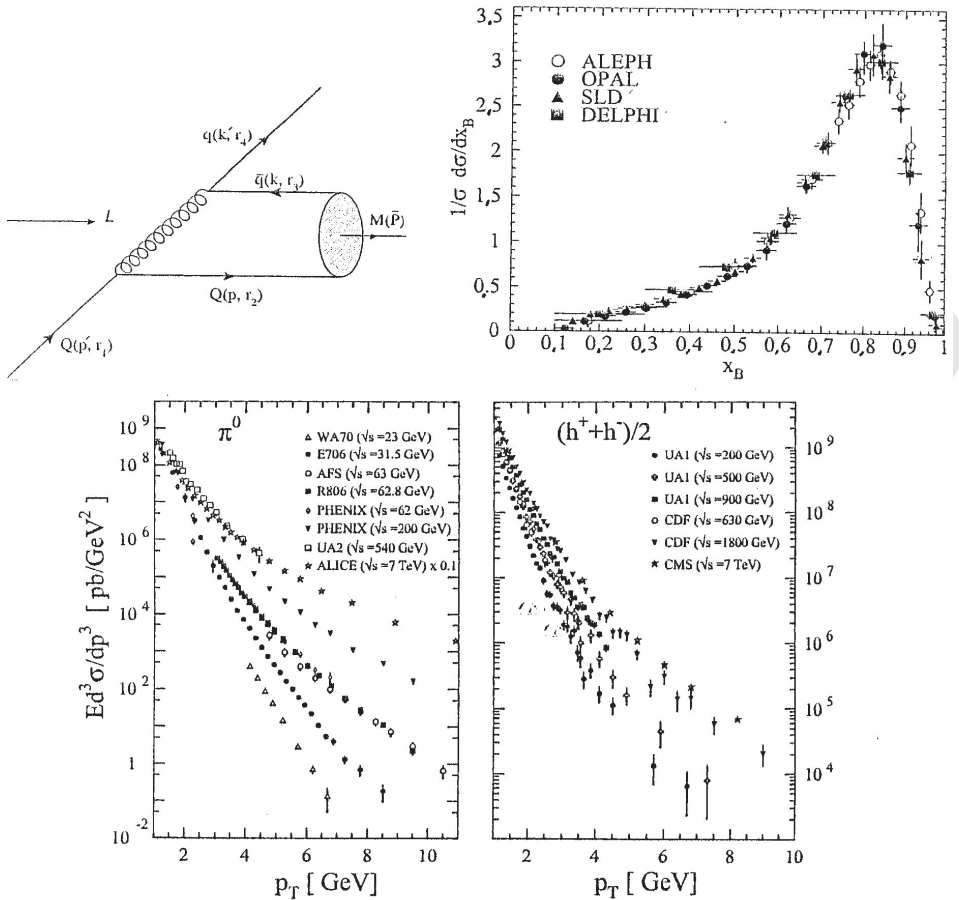 q(k,′ r₄)
q̄(k, r₃)
L
M(P̄)
Q(p, r₂)
Q(p,′ r₁)
3,5
3
2,5
2
1,5
1
0,5
0
1/σ dσ/dx_B
ALEPH
OPAL
SLD
DELPHI
0 0,1 0,2 0,3 0,4 0,5 0,6 0,7 0,8 0,9 1
x_B
Ed³σ/dp³ [ pb/GeV² ]
10⁹
10⁸
10⁶
10⁴
10²
1
10⁻²
π⁰
WA70 (√s =23 GeV)
E706 (√s =31.5 GeV)
AFS (√s =63 GeV)
R806 (√s =62.8 GeV)
PHENIX (√s =62 GeV)
PHENIX (√s =200 GeV)
UA2 (√s =540 GeV)
ALICE (√s =7 TeV) x 0.1
2 4 6 8 10
p_T [ GeV]
(h⁺+h⁻)/2
UA1 (√s =200 GeV)
UA1 (√s =500 GeV)
UA1 (√s =900 GeV)
CDF (√s =630 GeV)
CDF (√s =1800 GeV)
CMS (√s =7 TeV)
10⁹
10⁸
10⁷
10⁶
10⁵
10⁴
2 4 6 8 10
p_T [ GeV]